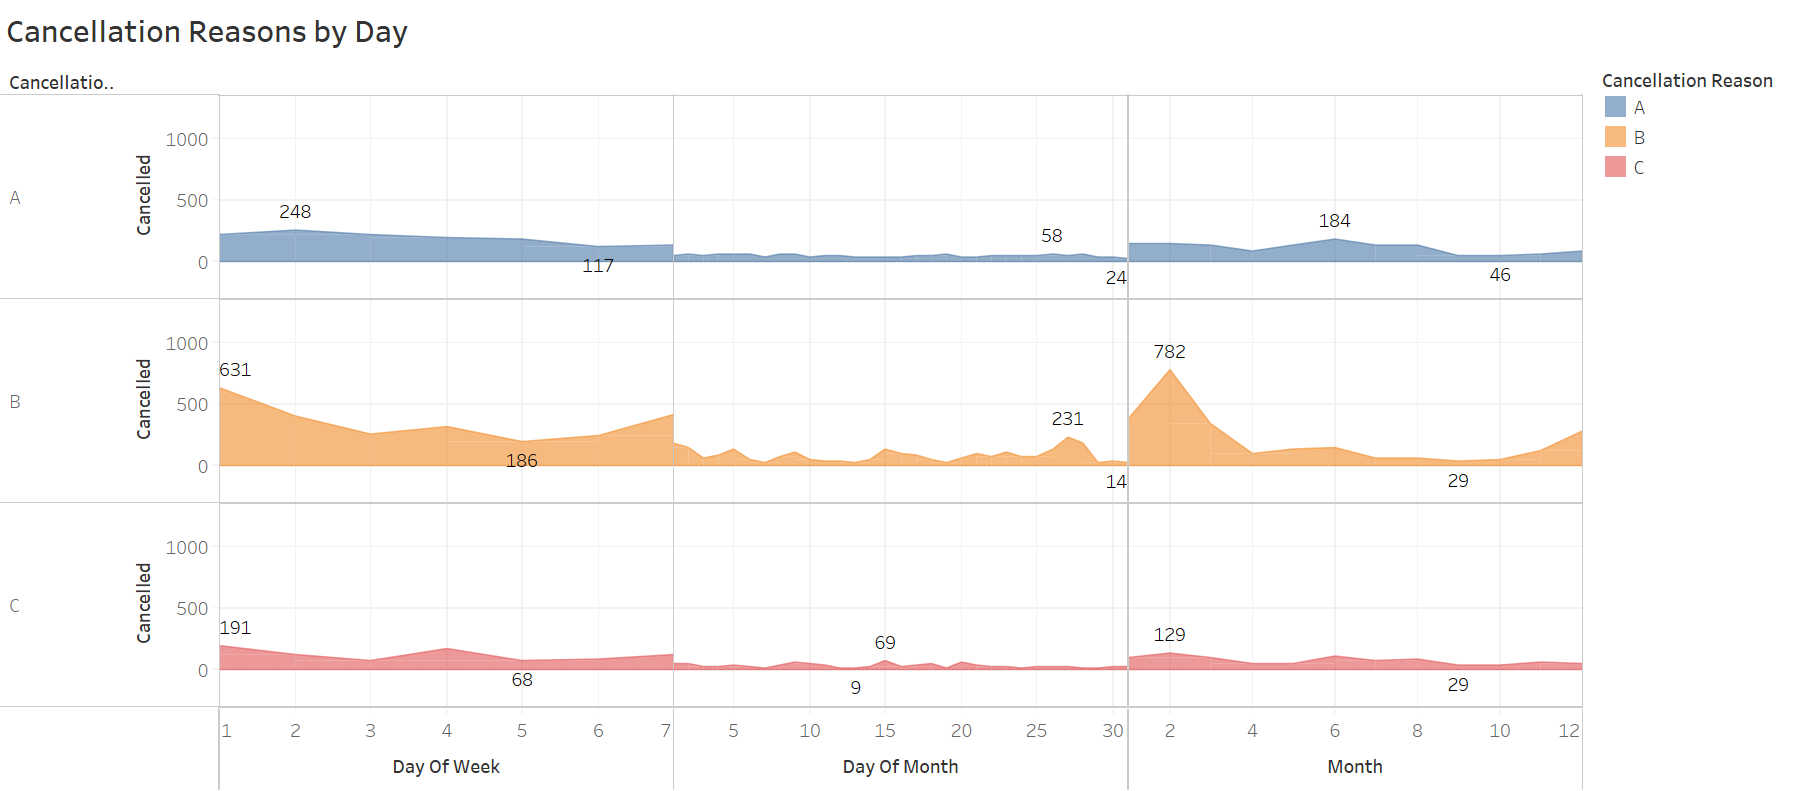 Cancellation Reasons by Day
Cancellatio..
Cancellation Reason
A
B
C
A
Cancelled
1000
500
0
248
117
58
24
184
46
B
Cancelled
1000
500
0
631
186
231
14
782
29
C
Cancelled
1000
500
0
191
68
69
9
129
29
1 2 3 4 5 6 7 5 10 15 20 25 30 2 4 6 8 10 12
Day Of Week Day Of Month Month